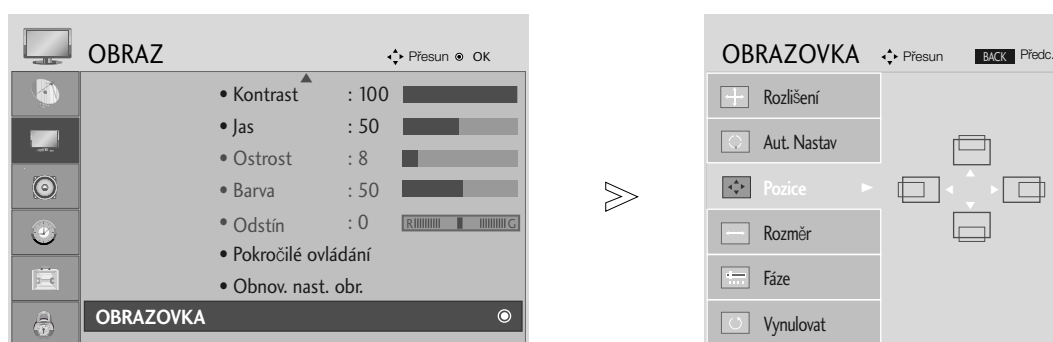 OBRAZ
Přesun OK
• Kontrast : 100
• Jas : 50
• Ostrost : 8
• Barva : 50
• Odstín : 0 R G
• Pokročilé ovládání
• Obnov. nast. obr.
OBRAZOVKA
OBRAZOVKA
Přesun BACK Předc.
Rozlišení
Aut. Nastav
Pozice
Rozměr
Fáze
Vynulovat